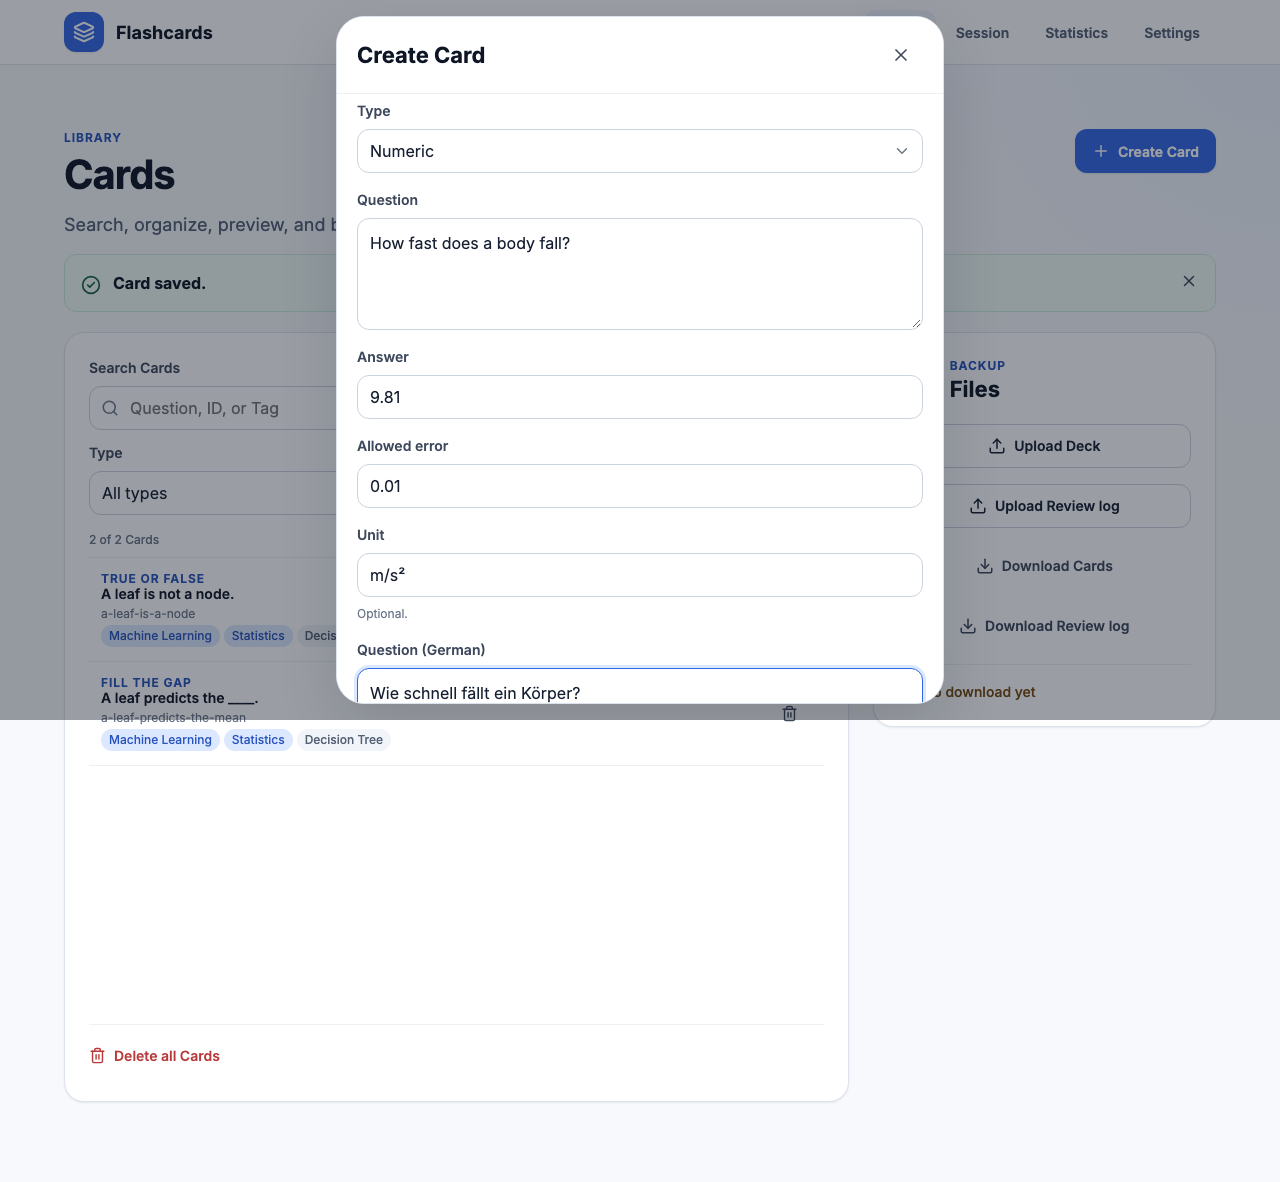 Flashcards
Session
Statistics
Settings
LIBRARY
Cards
Search, organize, preview, and
Create Card
Card saved.
Search Cards
Question, ID, or Tag
Type
All types
2 of 2 Cards
TRUE OR FALSE
A leaf is not a node.
a-leaf-is-a-node
Machine Learning
Statistics
FILL THE GAP
A leaf predicts the ____.
a-leaf-predicts-the-mean
Machine Learning
Statistics
Decision Tree
Delete all Cards
Create Card
Type
Numeric
Question
How fast does a body fall?
Answer
9.81
Allowed error
0.01
Unit
m/s²
Optional.
Question (German)
Wie schnell fällt ein Körper?
BACKUP
Files
Upload Deck
Upload Review log
Download Cards
Download Review log
download yet